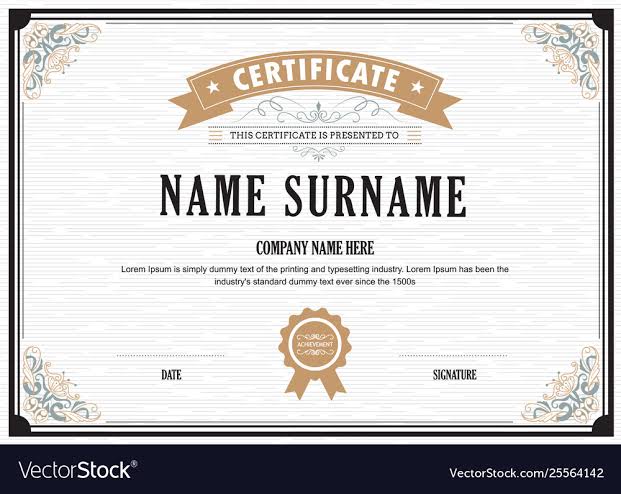 CERTIFICATE
THIS CERTIFICATE IS PRESENTED TO
NAME SURNAME
COMPANY NAME HERE
Lorem Ipsum is simply dummy text of the printing and typesetting industry. Lorem Ipsum has been the
industry's standard dummy text ever since the 1500s
ACHIEVEMENT
DATE
SIGNATURE
VectorStock®
VectorStock.com/25564142